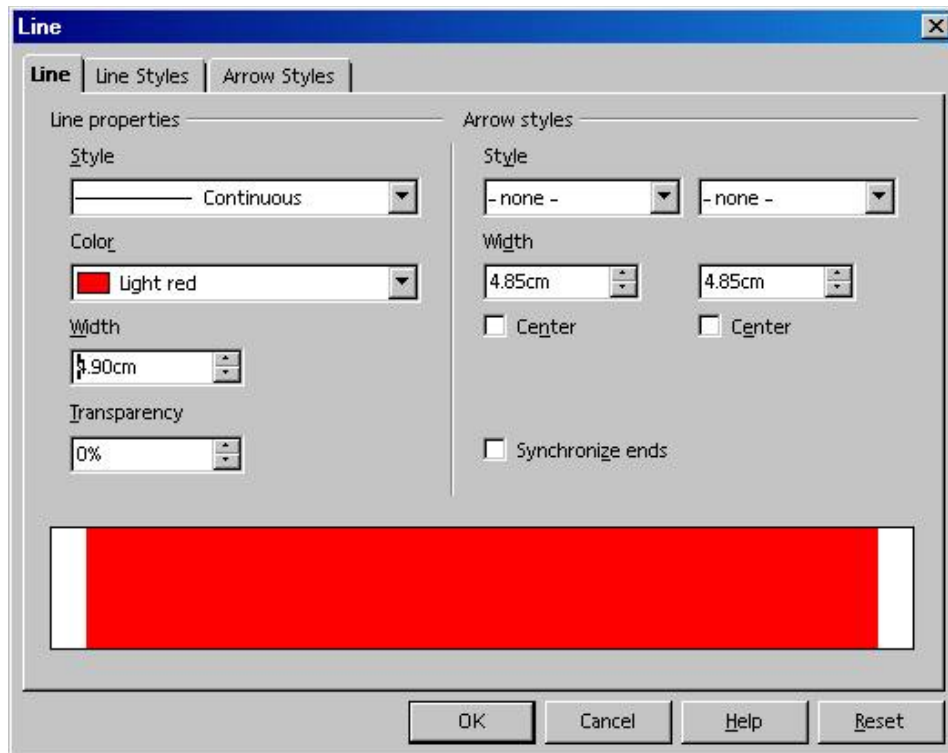 Line
Line Line Styles Arrow Styles
Line properties
Style
Continuous
Color
Light red
Width
Transparency
0%
Arrow styles
Style
- none - - none -
Width
4.85cm 4.85cm
Center Center
Synchronize ends
OK Cancel Help Reset